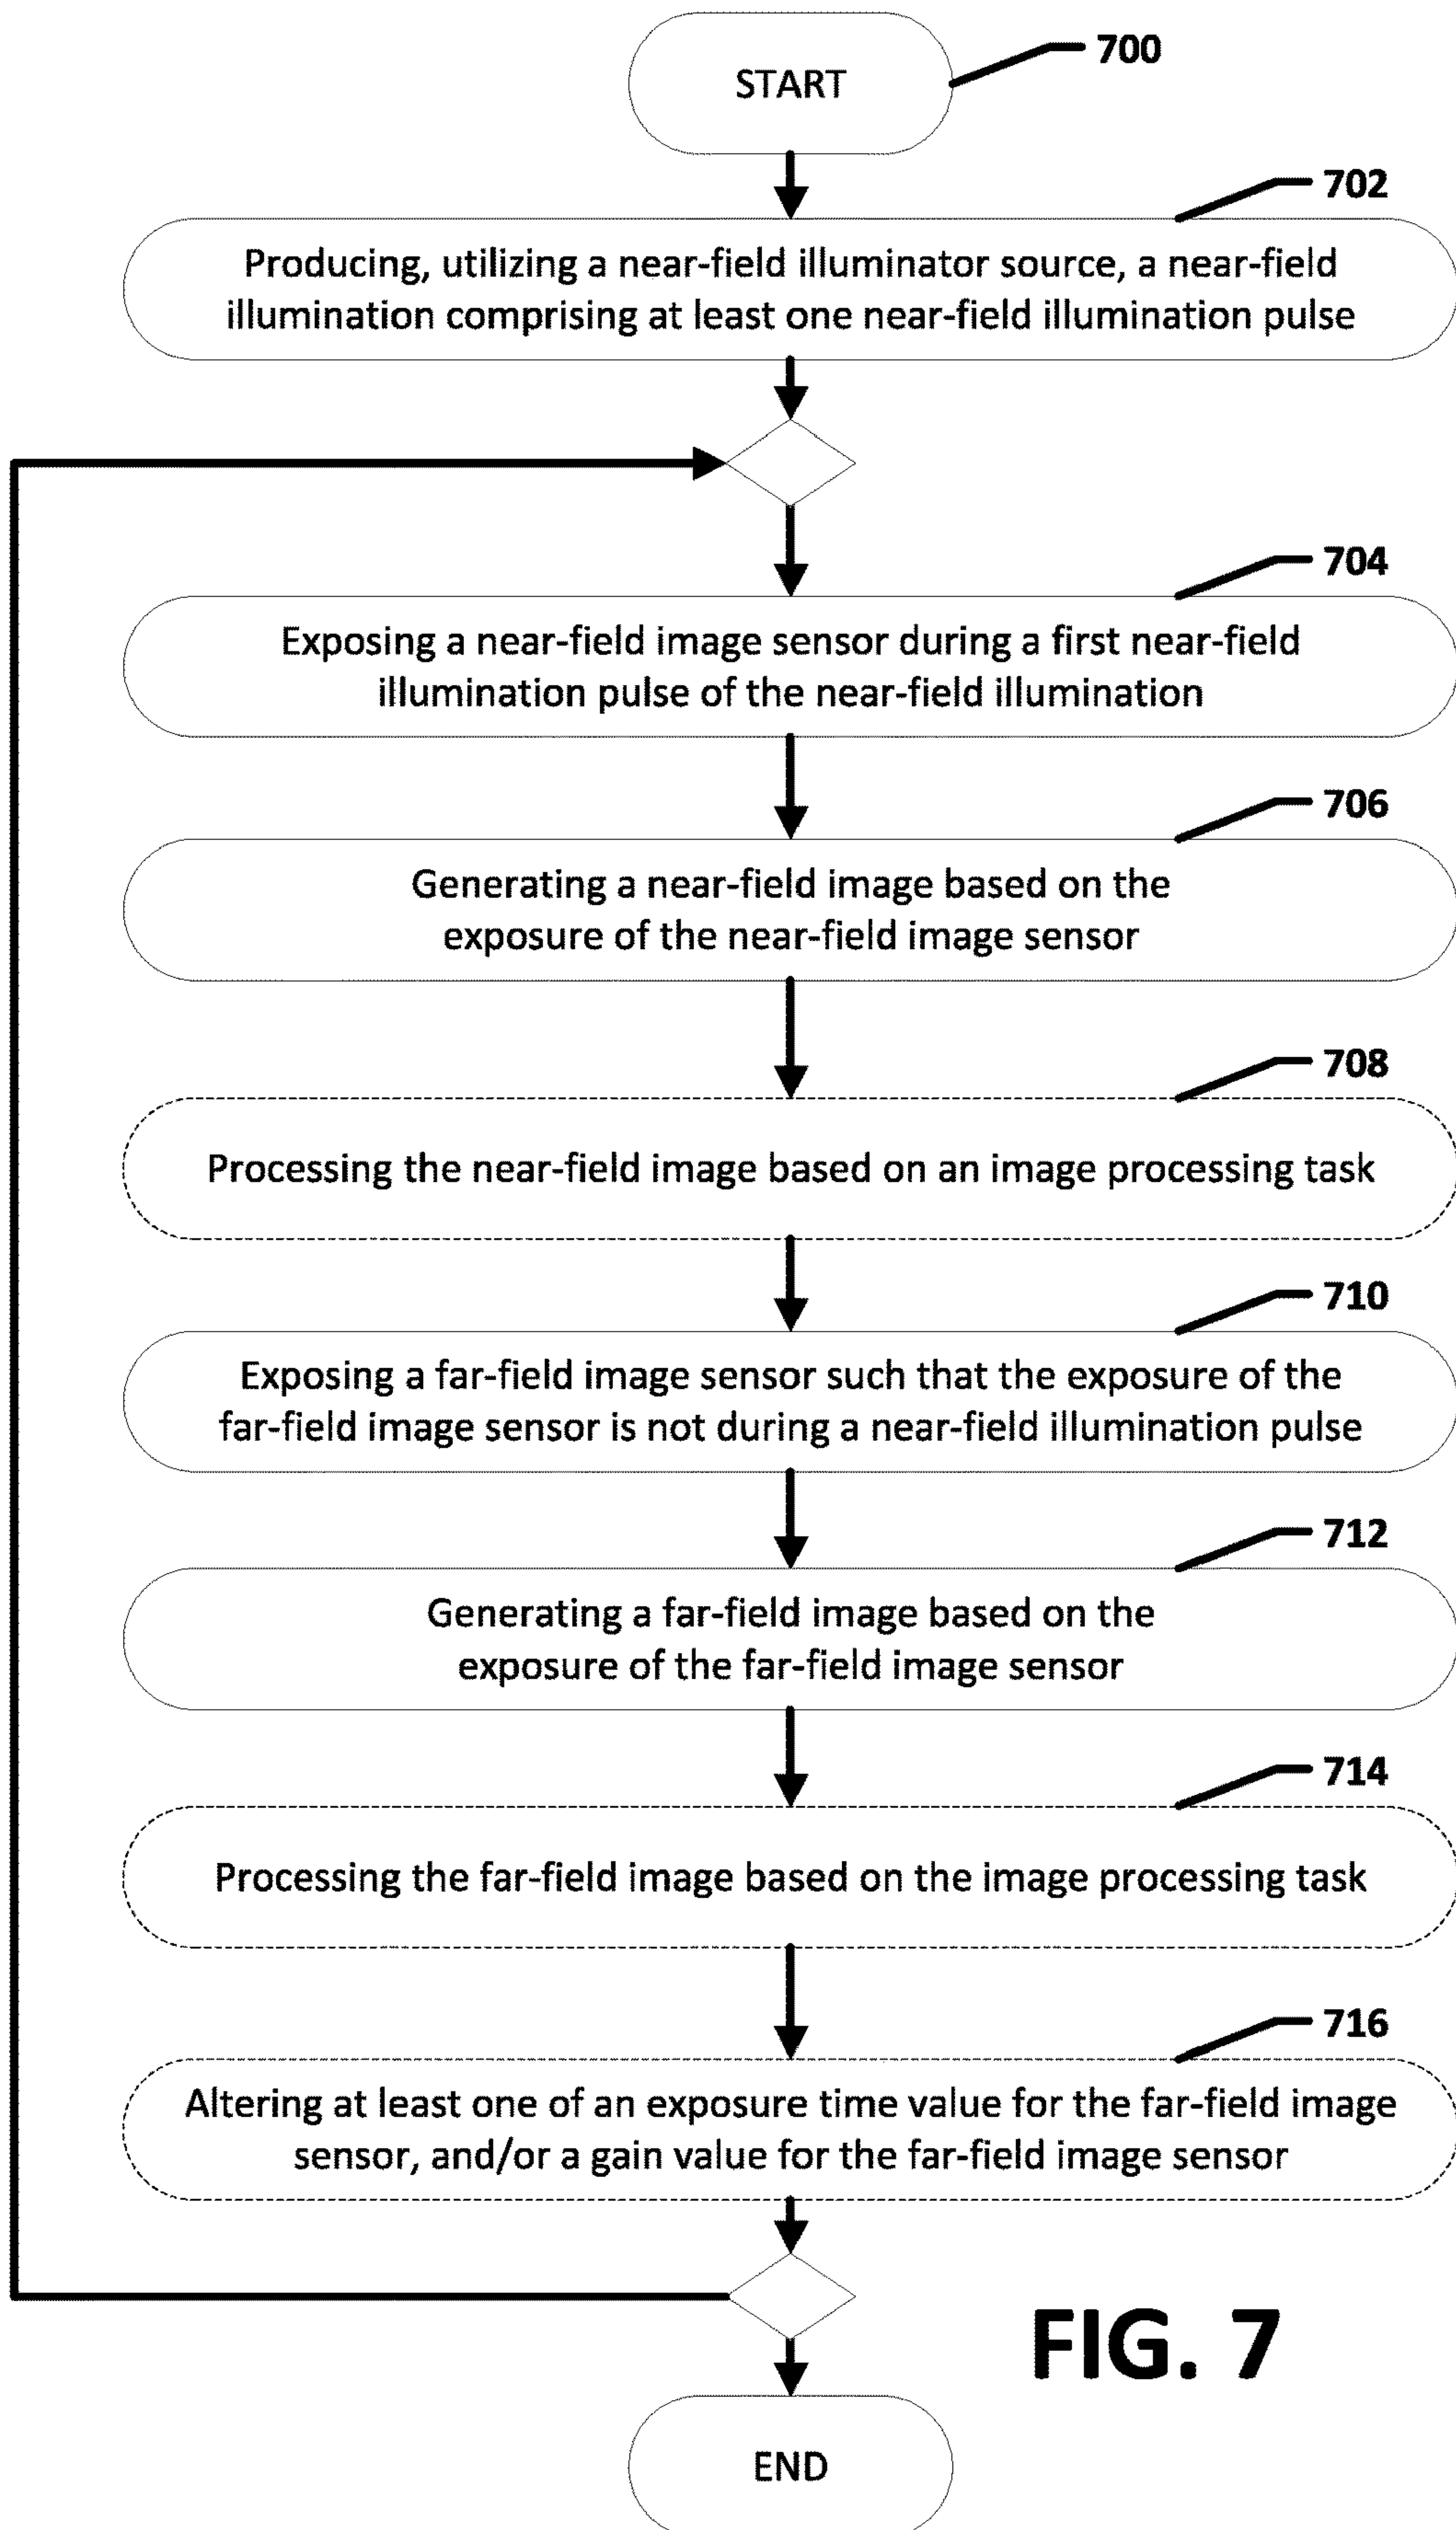 START
700
702
Producing, utilizing a near-field illuminator source, a near-field
illumination comprising at least one near-field illumination pulse
704
Exposing a near-field image sensor during a first near-field
illumination pulse of the near-field illumination
706
Generating a near-field image based on the
exposure of the near-field image sensor
708
Processing the near-field image based on an image processing task
710
Exposing a far-field image sensor such that the exposure of the
far-field image sensor is not during a near-field illumination pulse
712
Generating a far-field image based on the
exposure of the far-field image sensor
714
Processing the far-field image based on the image processing task
716
Altering at least one of an exposure time value for the far-field image
sensor, and/or a gain value for the far-field image sensor
FIG. 7
END